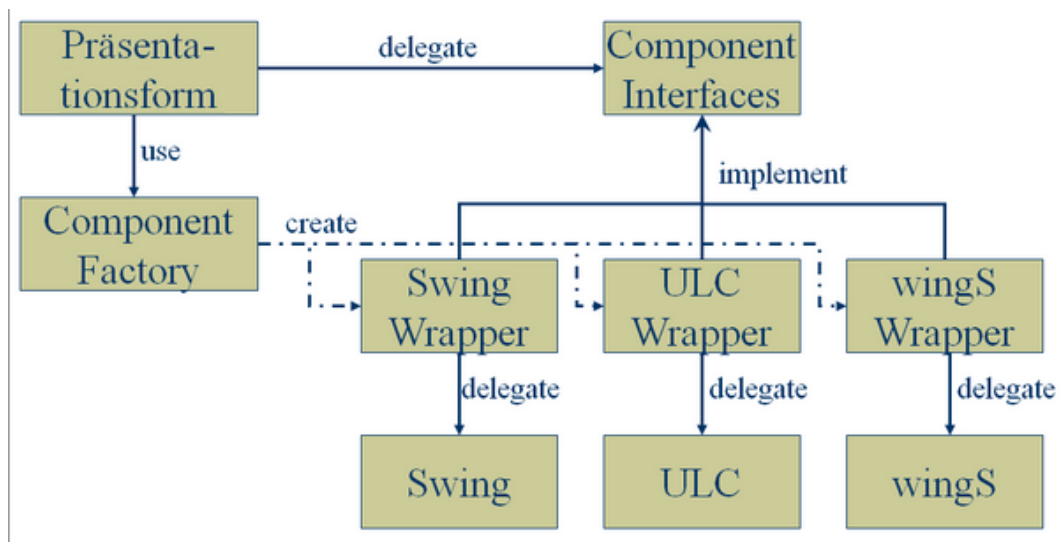 Präsenta-
tionsform
delegate
Component
Interfaces
use
implement
Component
Factory
create
Swing
Wrapper
ULC
Wrapper
wingS
Wrapper
delegate
delegate
delegate
Swing
ULC
wingS